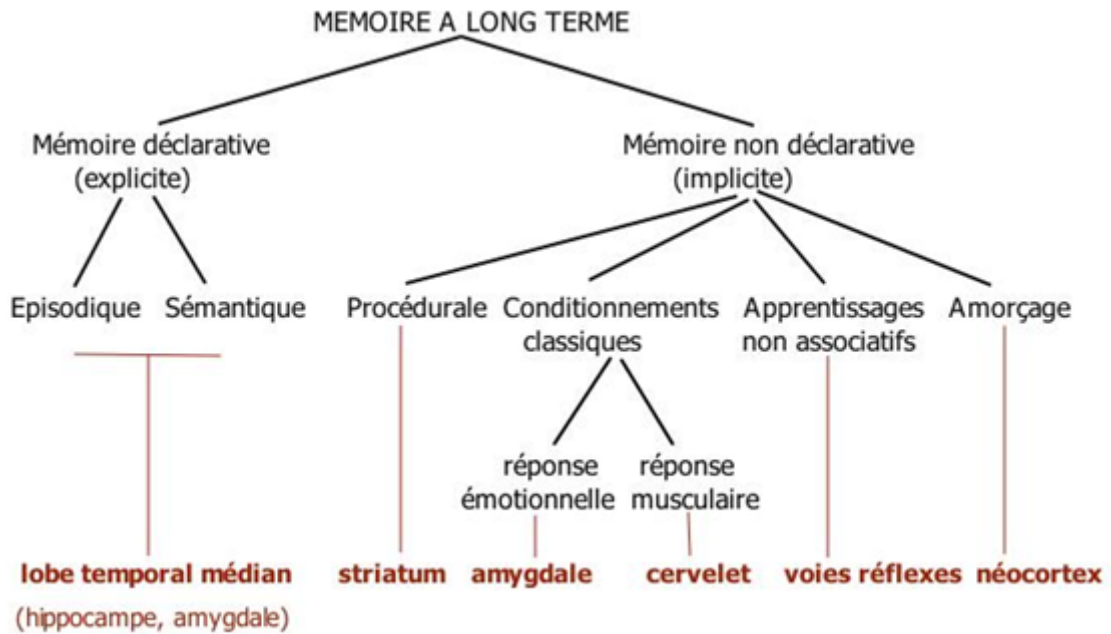 MEMOIRE A LONG TERME
Mémoire déclarative
(explicite)
Mémoire non déclarative
(implicite)
Episodique
Sémantique
Procédurale
Conditionnements
classiques
Apprentissages
non associatifs
Amorçage
réponse
émotionnelle
réponse
musculaire
lobe temporal médian
(hippocampe, amygdale)
striatum
amygdale
cervelet
voies réflexes
néocortex